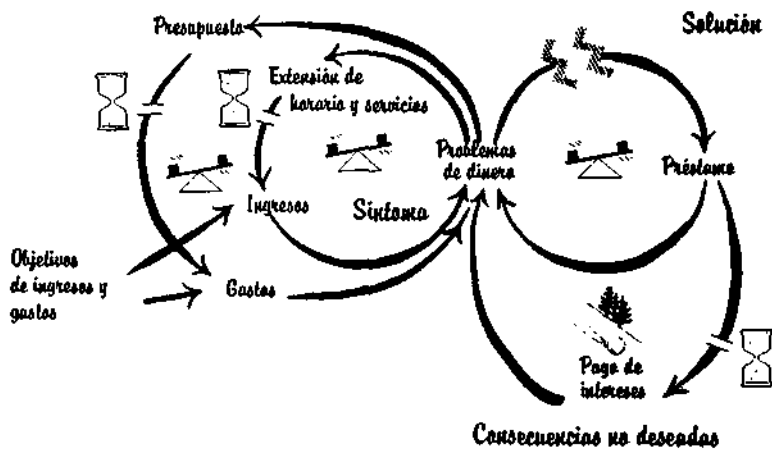 Presupuesto
Solución
Extensión de
horario y servicios
Problemas
de dinero
Préstamo
Ingresos
Síntoma
Objetivos
de ingresos y
gastos
Gastos
Pago de
intereses
Consecuencias no deseadas